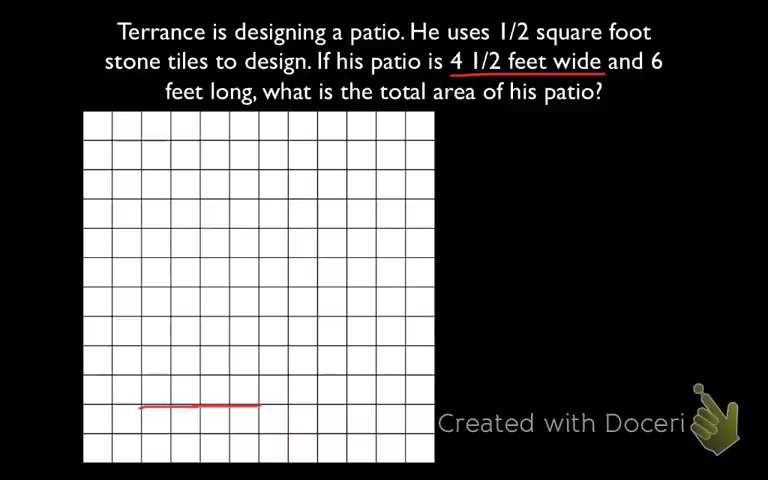 Terrance is designing a patio. He uses 1/2 square foot
stone tiles to design. If his patio is 4 1/2 feet wide and 6
feet long, what is the total area of his patio?
Created with Doceri